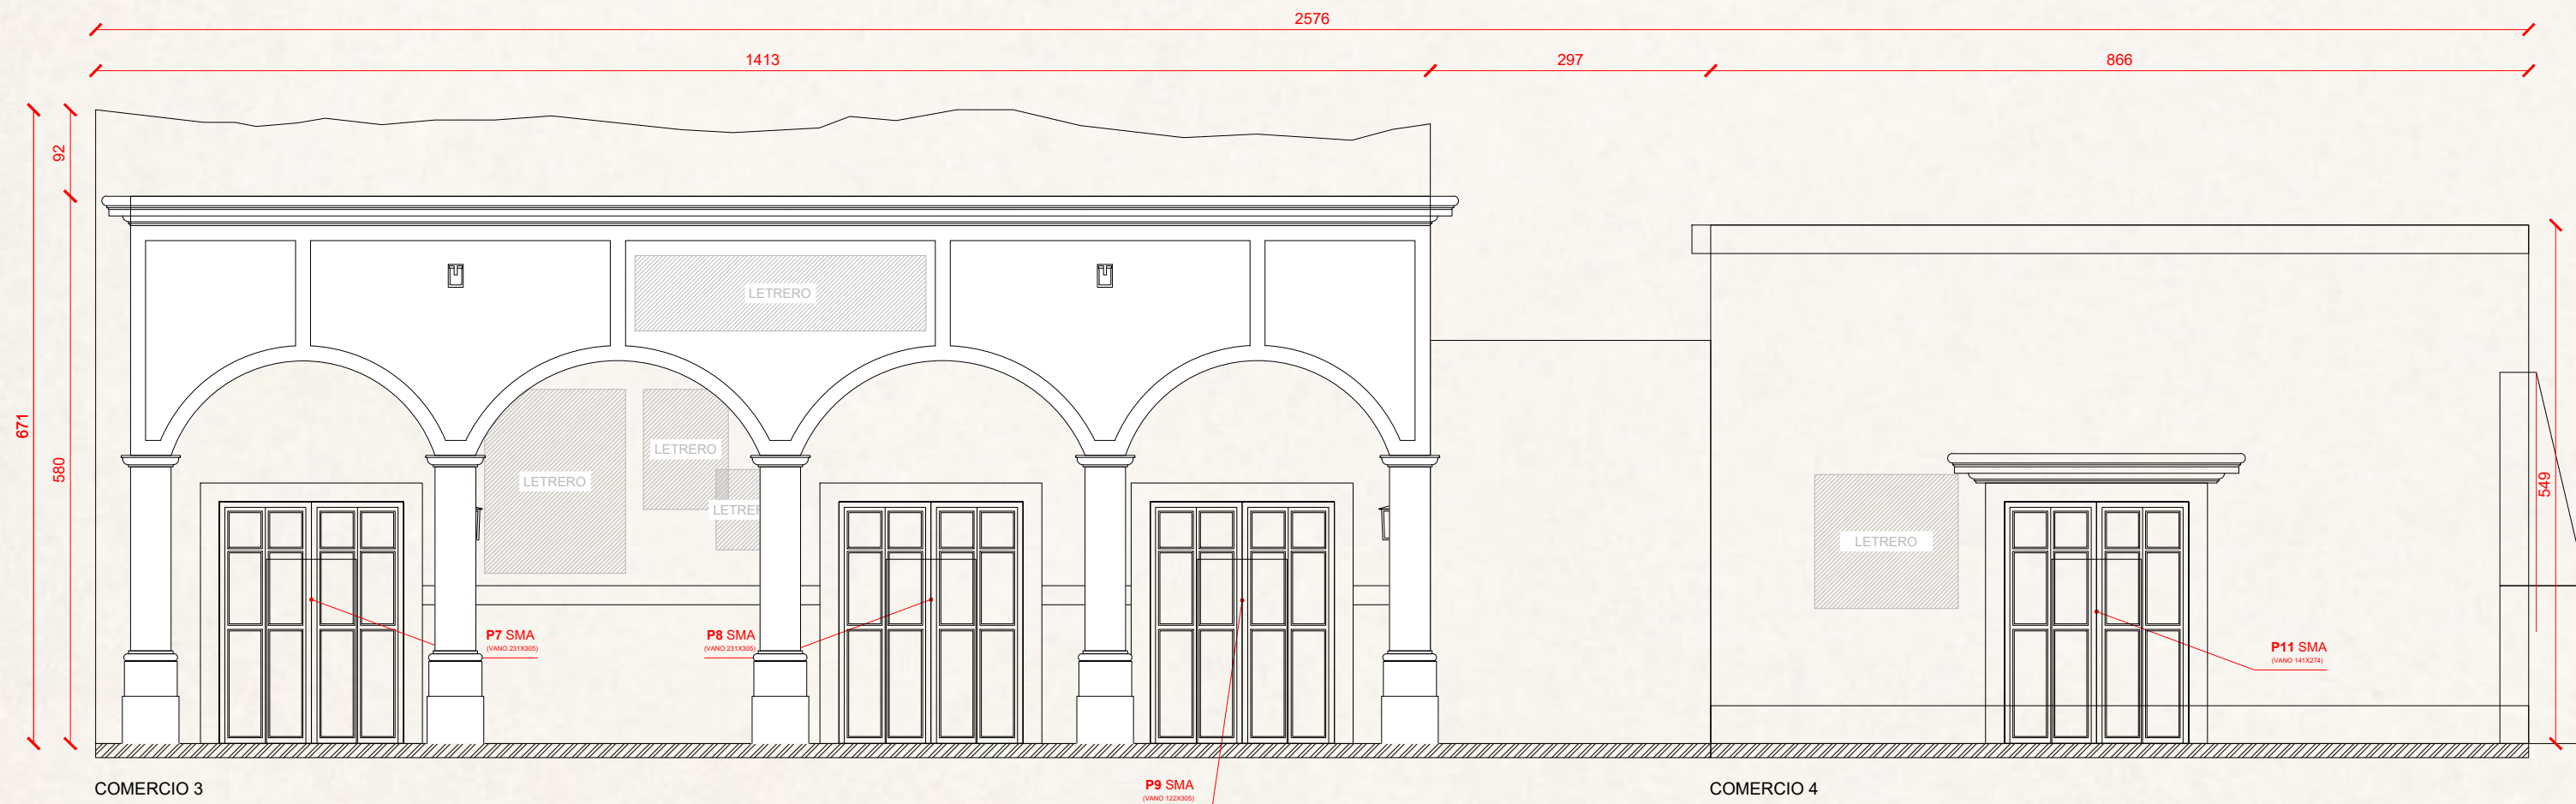 2576
1413
297
866
92
671
580
549
LETRERO
LETRERO
LETRERO
LETRER
LETRERO
P7 SMA
(VANO 231X305)
P8 SMA
(VANO 231X305)
P11 SMA
(VANO 141X274)
P9 SMA
(VANO 122X305)
COMERCIO 3
COMERCIO 4